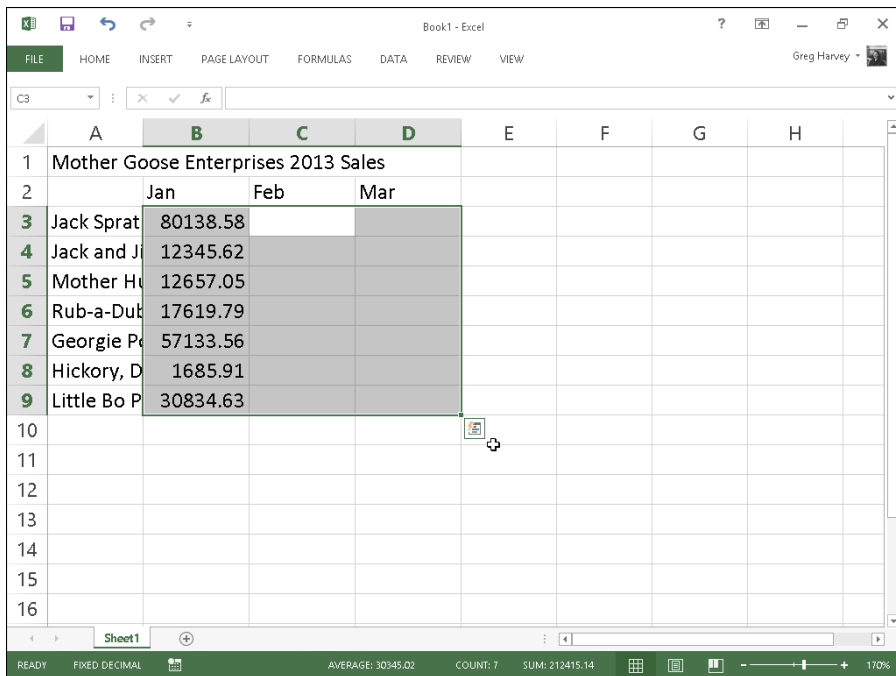 Book1 - Excel
?
FILE HOME INSERT PAGE LAYOUT FORMULAS DATA REVIEW VIEW Greg Harvey
C3 fx
A B C D E F G H
1 Mother Goose Enterprises 2013 Sales
2 Jan Feb Mar
3 Jack Sprat 80138.58
4 Jack and Ji 12345.62
5 Mother Hu 12657.05
6 Rub-a-Dub 17619.79
7 Georgie Po 57133.56
8 Hickory, D 1685.91
9 Little Bo P 30834.63
10
11
12
13
14
15
16
Sheet1
READY FIXED DECIMAL AVERAGE: 30345.02 COUNT: 7 SUM: 212415.14 - + 170%